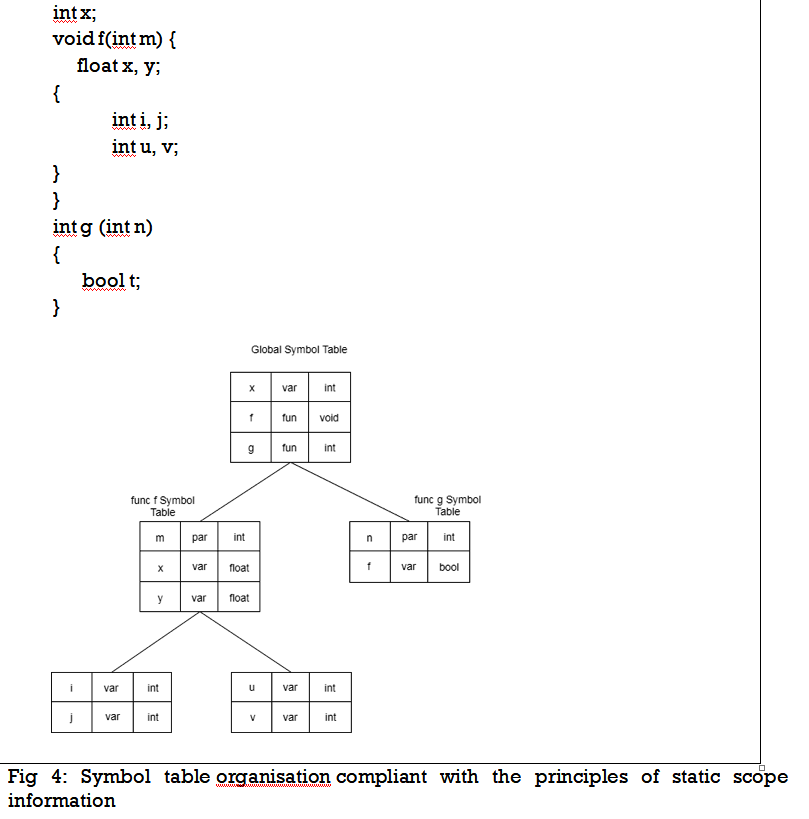 int x;
void f(int m) {
float x, y;
{
int i, j;
int u, v;
}
}
int g (int n)
{
bool t;
}
Global Symbol Table
x var int
f fun void
g fun int
func f Symbol
Table
m par int
x var float
y var float
func g Symbol
Table
n par int
f var bool
i var int
j var int
u var int
v var int
Fig 4: Symbol table organisation compliant with the principles of static scope
information